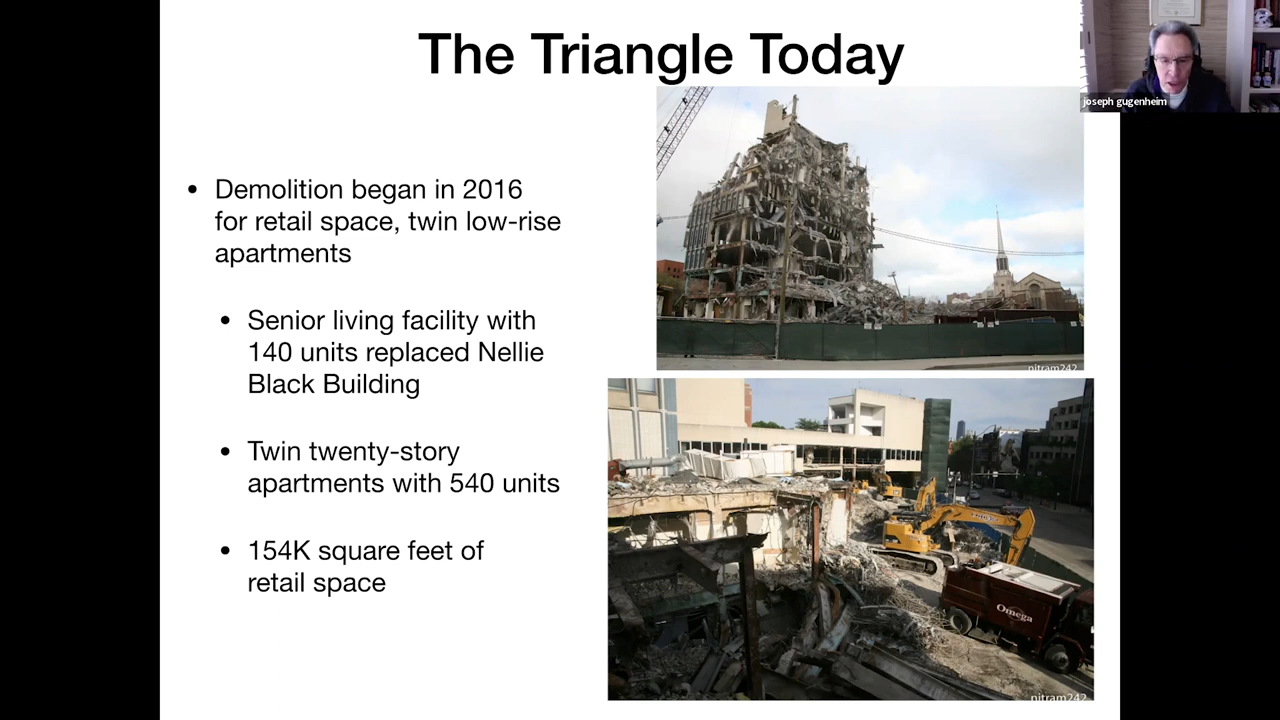 The Triangle Today
joseph gugenheim
• Demolition began in 2016
for retail space, twin low-rise
apartments
• Senior living facility with
140 units replaced Nellie
Black Building
• Twin twenty-story
apartments with 540 units
• 154K square feet of
retail space
nitram242
Omega
nitram242